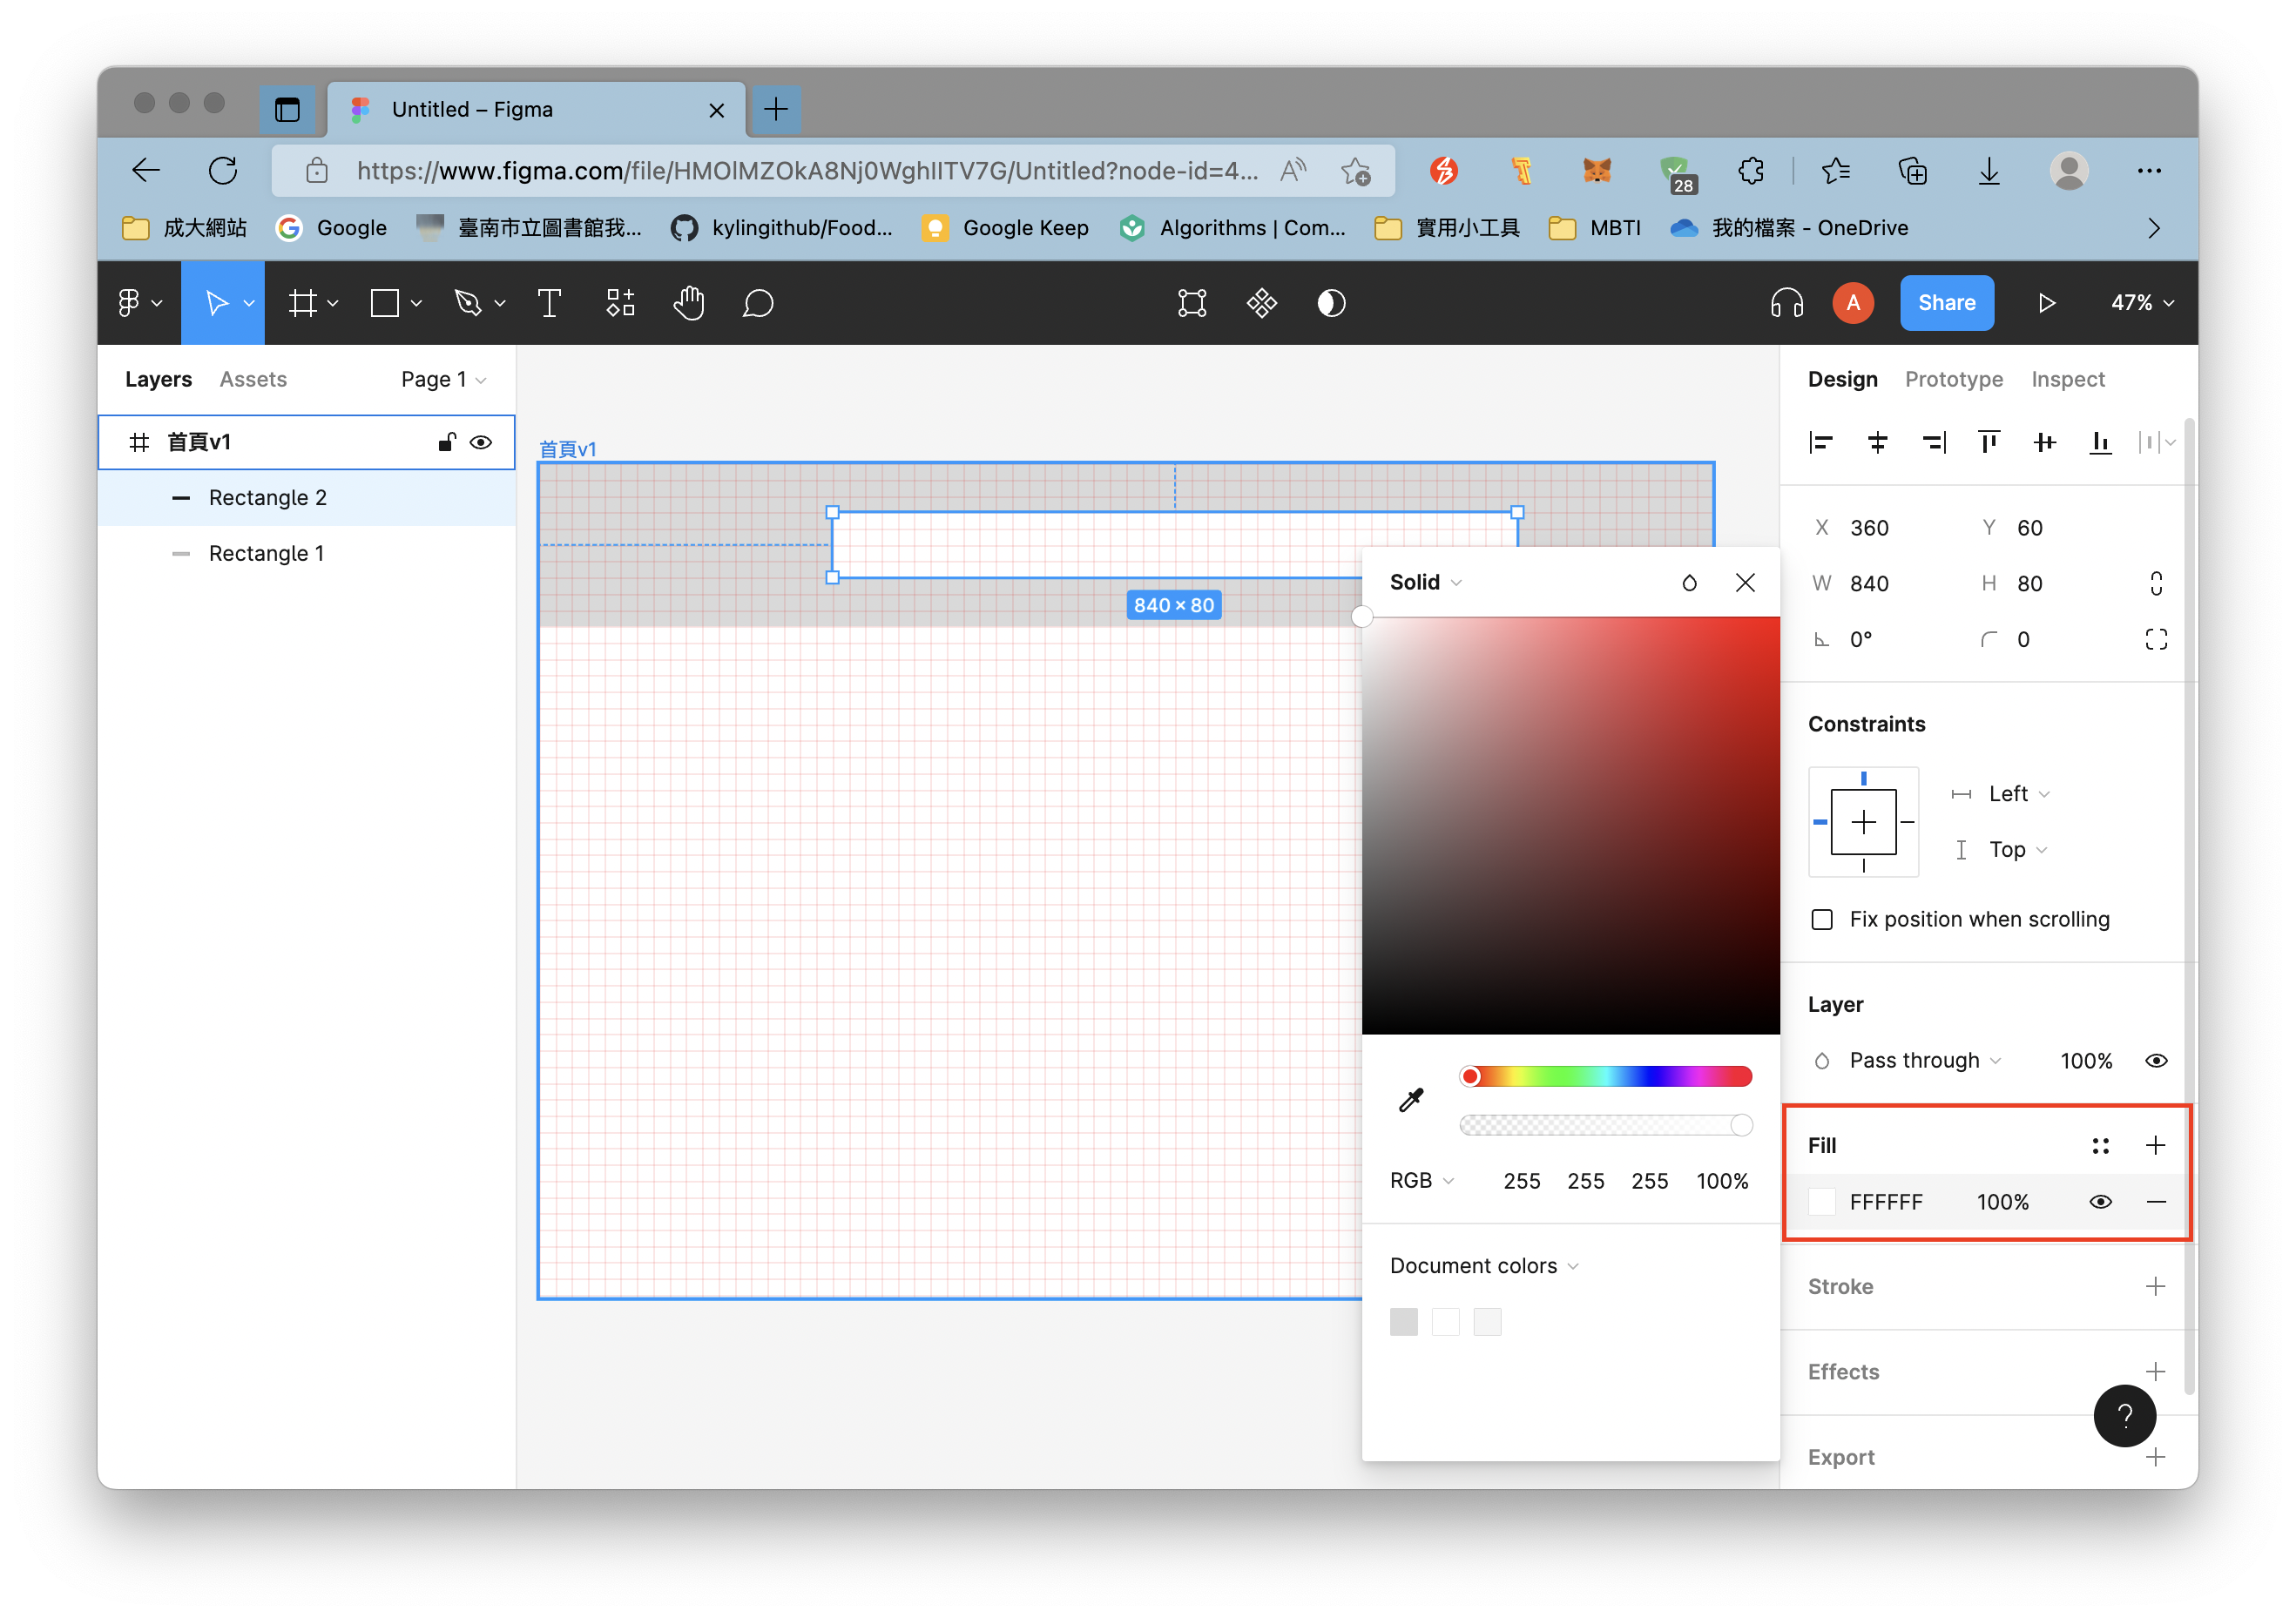 Untitled – Figma
https://www.figma.com/file/HMOlMZOkA8Nj0WghlITV7G/Untitled?node-id=4...
28
成大網站
Google
臺南市立圖書館我...
kylingithub/Food...
Google Keep
Algorithms | Com...
實用小工具
MBTI
我的檔案 - OneDrive
A
Share
47%
Layers
Assets
Page 1
首頁v1
Rectangle 2
Rectangle 1
首頁v1
840 × 80
Solid
RGB
255 255 255 100%
Document colors
Design
Prototype
Inspect
X 360 Y 60
W 840 H 80
0° 0
Constraints
Left
Top
Fix position when scrolling
Layer
Pass through 100%
Fill
FFFFFF 100%
Stroke
Effects
?
Export